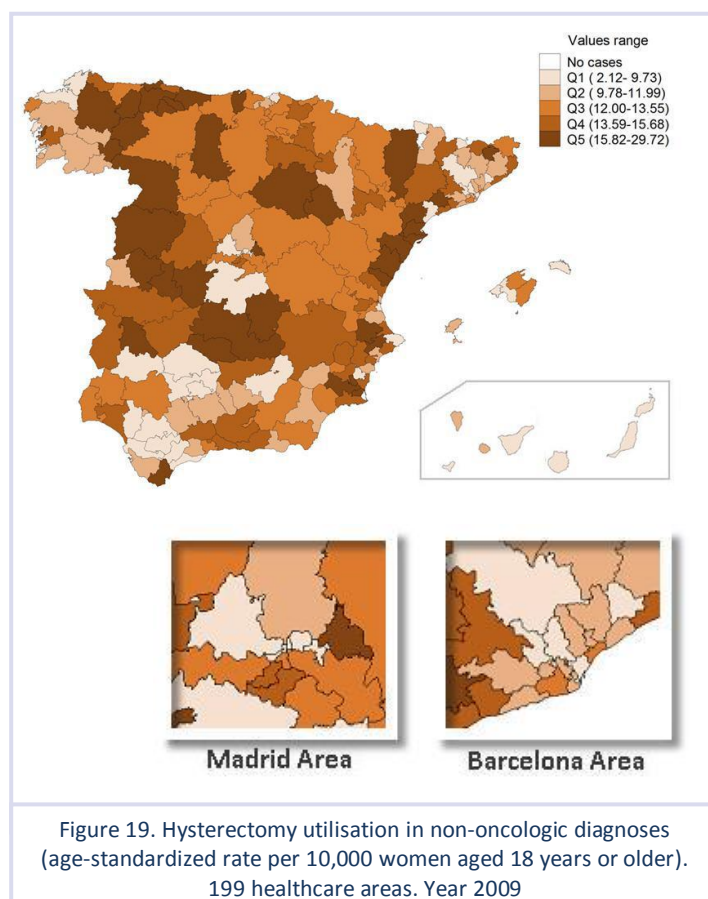 Values range
No cases
Q1 ( 2.12- 9.73)
Q2 ( 9.78-11.99)
Q3 (12.00-13.55)
Q4 (13.59-15.68)
Q5 (15.82-29.72)
Madrid Area
Barcelona Area
Figure 19. Hysterectomy utilisation in non-oncologic diagnoses
(age-standardized rate per 10,000 women aged 18 years or older).
199 healthcare areas. Year 2009